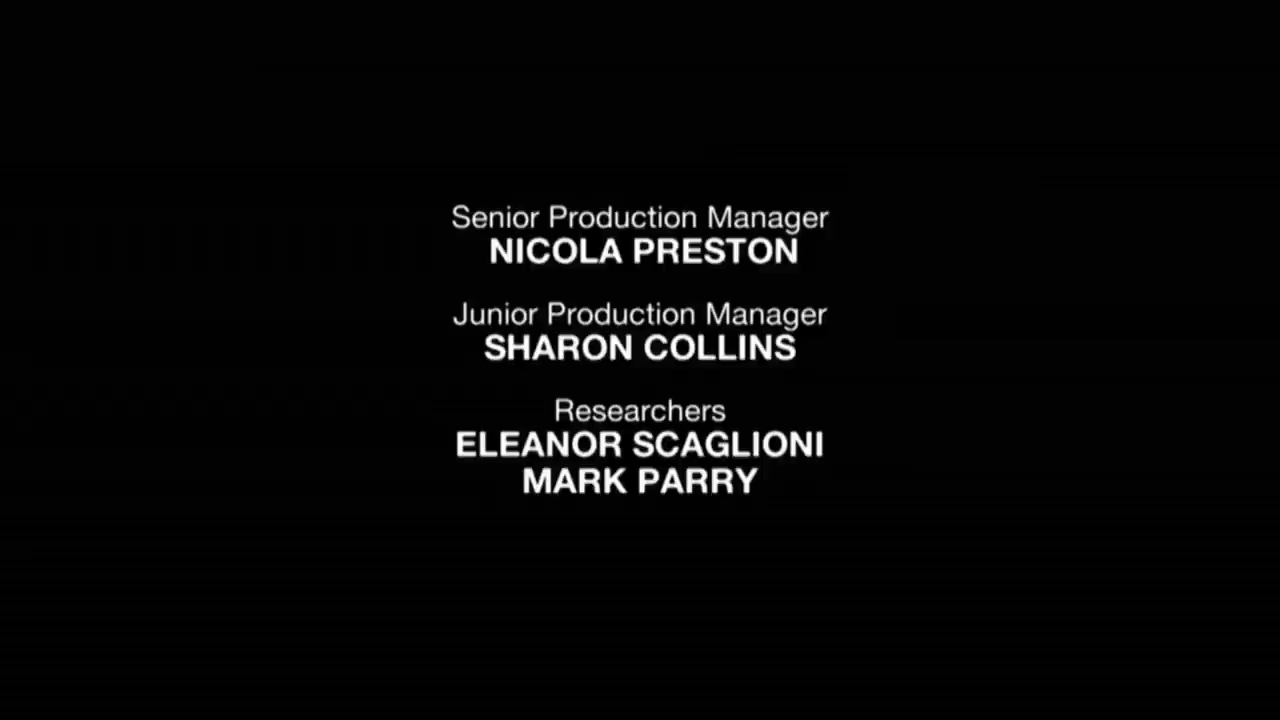 Senior Production Manager
NICOLA PRESTON
Junior Production Manager
SHARON COLLINS
Researchers
ELEANOR SCAGLIONI
MARK PARRY